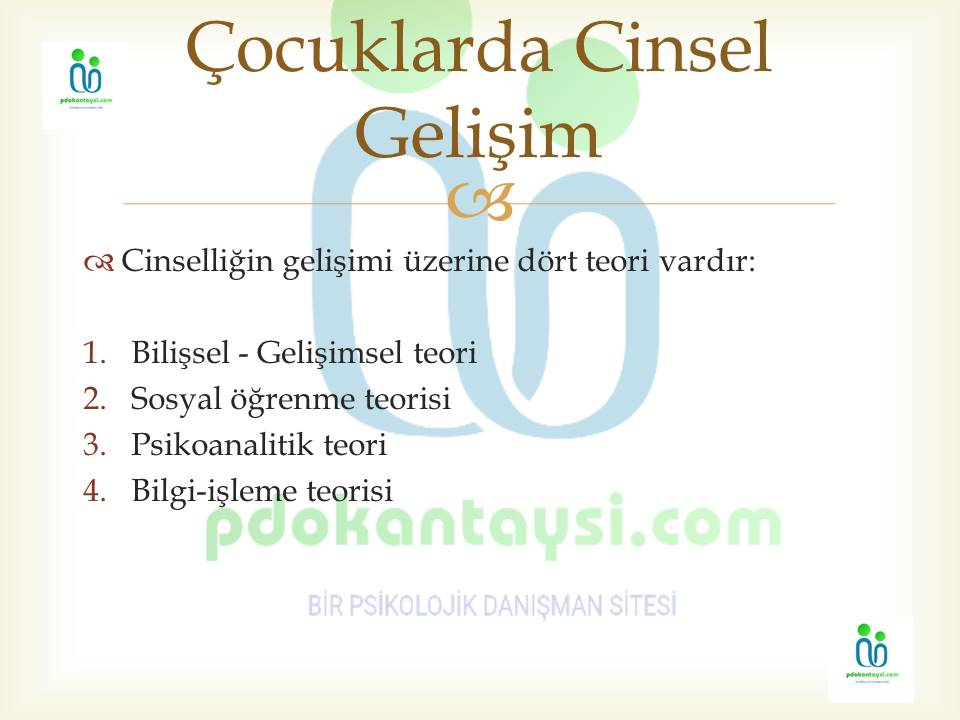 Çocuklarda Cinsel
Gelişim
pdokantaysi.com
Cinselliğin gelişimi üzerine dört teori vardır:
1. Bilişsel - Gelişimsel teori
2. Sosyal öğrenme teorisi
3. Psikoanalitik teori
4. Bilgi-işleme teorisi
pdokantaysi.com
BİR PSİKOLOJİK DANIŞMAN SİTESİ
pdokantaysi.com